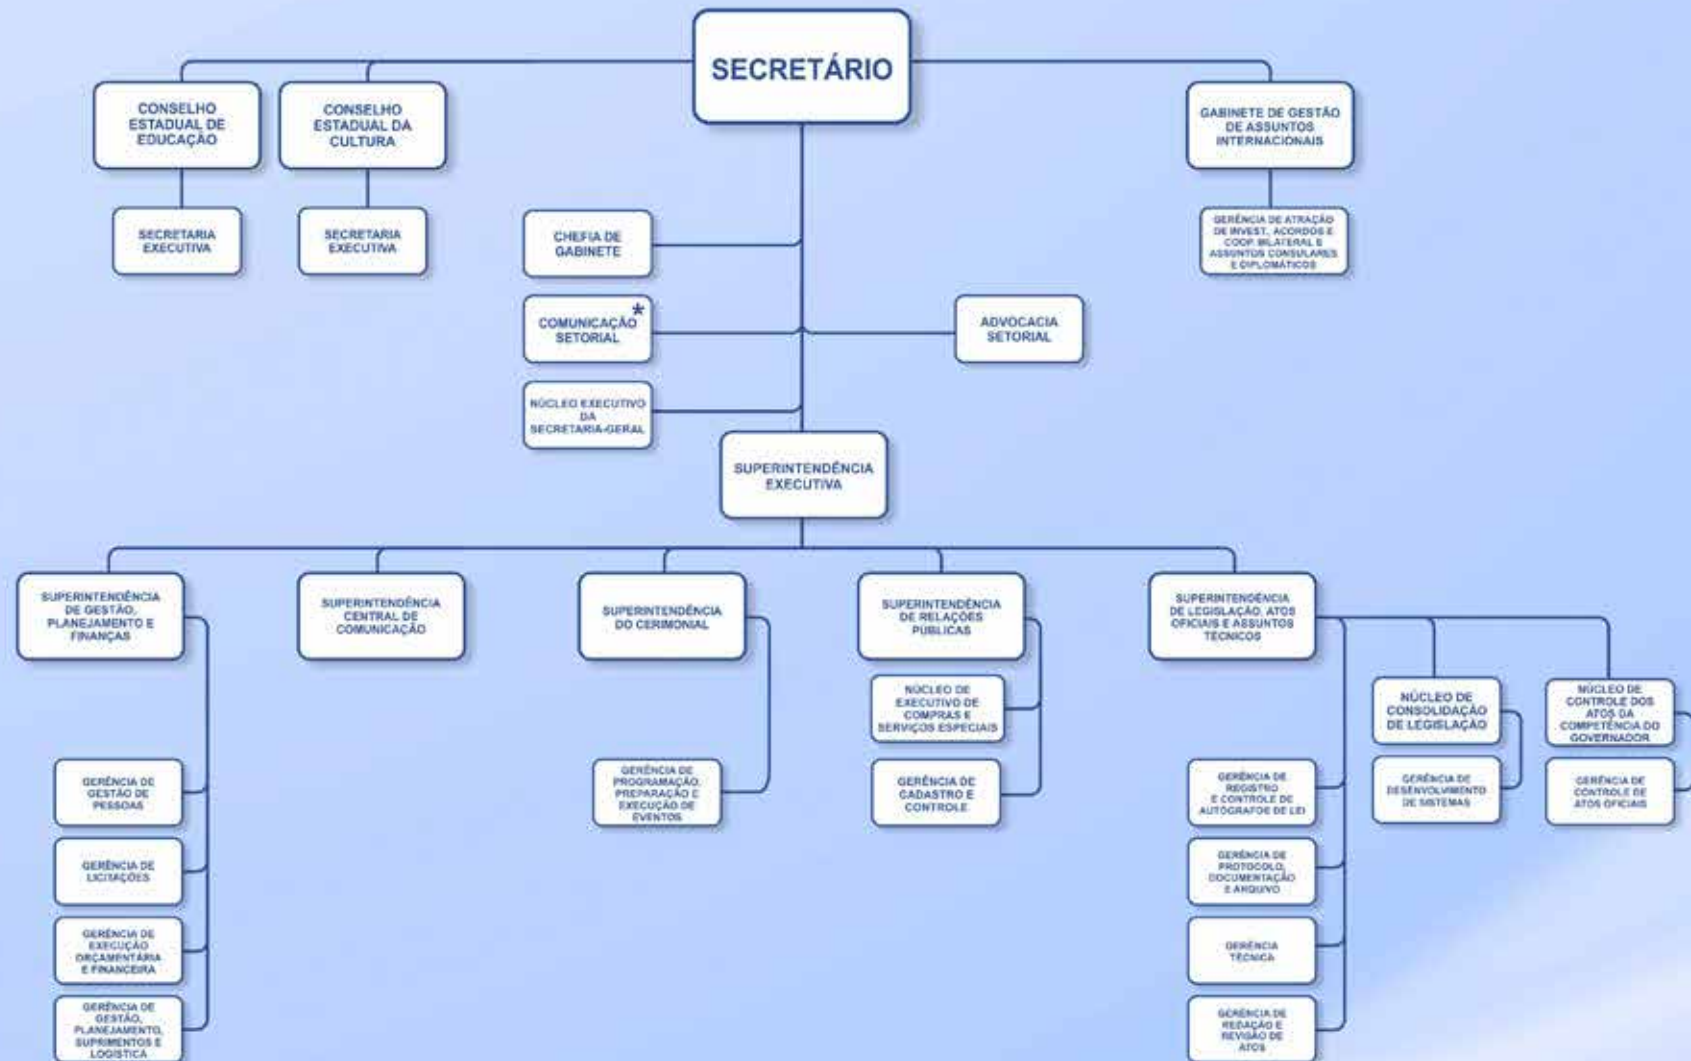 SECRETÁRIO
CONSELHO
ESTADUAL DE
EDUCAÇÃO
CONSELHO
ESTADUAL DA
CULTURA
GABINETE DE GESTÃO
DE ASSUNTOS
INTERNACIONAIS
SECRETARIA
EXECUTIVA
SECRETARIA
EXECUTIVA
GERÊNCIA DE ATRAÇÃO
DE INVEST, ACORDOS E
COOP. BILATERAL E
ASSUNTOS CONSULARES
E DIPLOMÁTICOS
CHEFIA DE
GABINETE
COMUNICAÇÃO *
SETORIAL
ADVOCACIA
SETORIAL
NÚCLEO EXECUTIVO
DA
SECRETARIA-GERAL
SUPERINTENDÊNCIA
EXECUTIVA
SUPERINTENDÊNCIA
DE GESTÃO,
PLANEJAMENTO E
FINANÇAS
SUPERINTENDÊNCIA
CENTRAL DE
COMUNICAÇÃO
SUPERINTENDÊNCIA
DO CERIMONIAL
SUPERINTENDÊNCIA
DE RELAÇÕES
PÚBLICAS
SUPERINTENDÊNCIA
DE LEGISLAÇÃO, ATOS
OFICIAIS E ASSUNTOS
TÉCNICOS
NÚCLEO DE
EXECUTIVO DE
COMPRAS E
SERVIÇOS ESPECIAIS
NÚCLEO DE
CONSOLIDAÇÃO
DE LEGISLAÇÃO
NÚCLEO DE
CONTROLE DOS
ATOS DA
COMPETÊNCIA DO
GOVERNADOR
GERÊNCIA DE
GESTÃO DE
PESSOAS
GERÊNCIA DE
PROGRAMAÇÃO,
PREPARAÇÃO E
EXECUÇÃO DE
EVENTOS
GERÊNCIA DE
CADASTRO E
CONTROLE
GERÊNCIA DE
REGISTRO
E CONTROLE DE
AUTÓGRAFOS DE LEI
GERÊNCIA DE
DESENVOLVIMENTO
DE SISTEMAS
GERÊNCIA DE
CONTROLE DE
ATOS OFICIAIS
GERÊNCIA DE
LICITAÇÕES
GERÊNCIA DE
PROTOCOLO,
DOCUMENTAÇÃO
E ARQUIVO
GERÊNCIA DE
EXECUÇÃO
ORÇAMENTÁRIA
E FINANCEIRA
GERÊNCIA
TÉCNICA
GERÊNCIA DE
GESTÃO,
PLANEJAMENTO,
SUPRIMENTOS E
LOGÍSTICA
GERÊNCIA DE
REDAÇÃO E
REVISÃO DE
ATOS